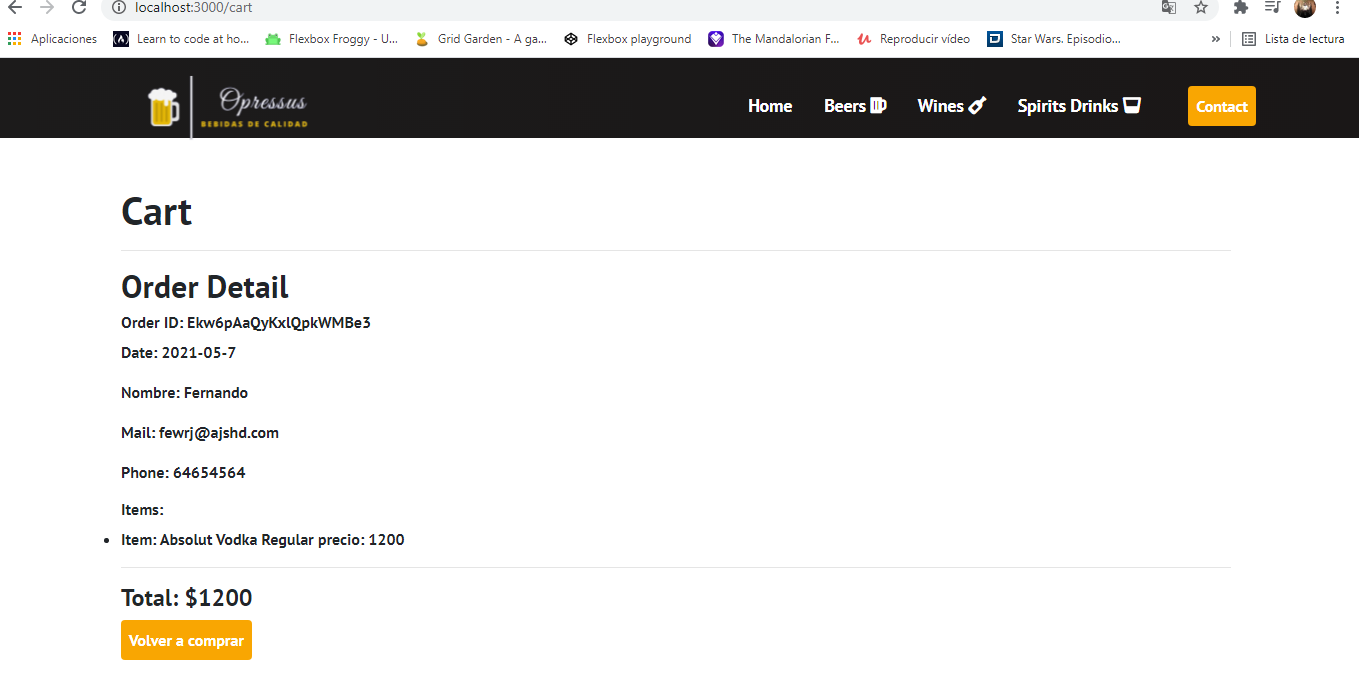 localhost:3000/cart
Aplicaciones Learn to code at ho... Flexbox Froggy - U... Grid Garden - A ga... Flexbox playground The Mandalorian F... Reproducir vídeo Star Wars. Episodio... » Lista de lectura
Opressus
BEBIDAS DE CALIDAD
Home Beers Wines Spirits Drinks Contact
Cart
Order Detail
Order ID: Ekw6pAaQyKxlQpkWMBe3
Date: 2021-05-7
Nombre: Fernando
Mail: fewrj@ajshd.com
Phone: 64654564
Items:
• Item: Absolut Vodka Regular precio: 1200
Total: $1200
Volver a comprar